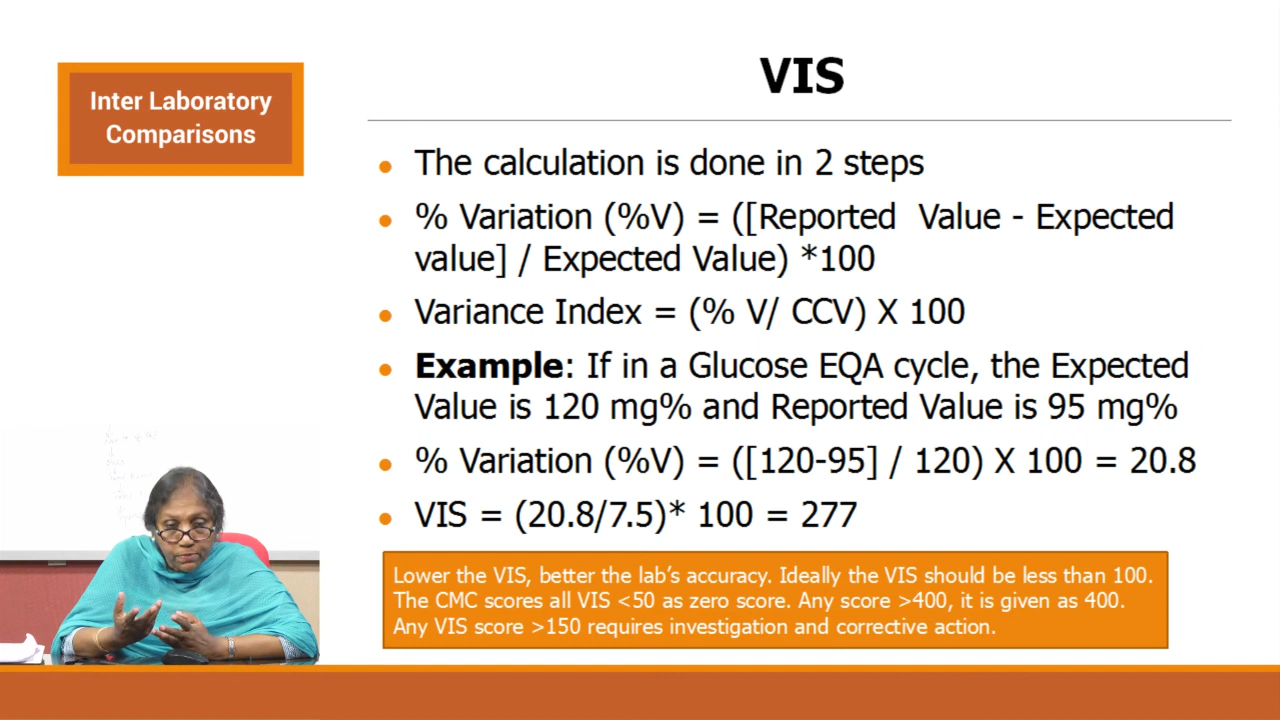 Inter Laboratory
Comparisons
VIS
The calculation is done in 2 steps
% Variation (%V) = ([Reported Value - Expected
value] / Expected Value) *100
Variance Index = (% V/ CCV) X 100
Example: If in a Glucose EQA cycle, the Expected
Value is 120 mg% and Reported Value is 95 mg%
% Variation (%V) = ([120-95] / 120) X 100 = 20.8
VIS = (20.8/7.5)* 100 = 277
Lower the VIS, better the lab's accuracy. Ideally the VIS should be less than 100.
The CMC scores all VIS <50 as zero score. Any score >400, it is given as 400.
Any VIS score >150 requires investigation and corrective action.